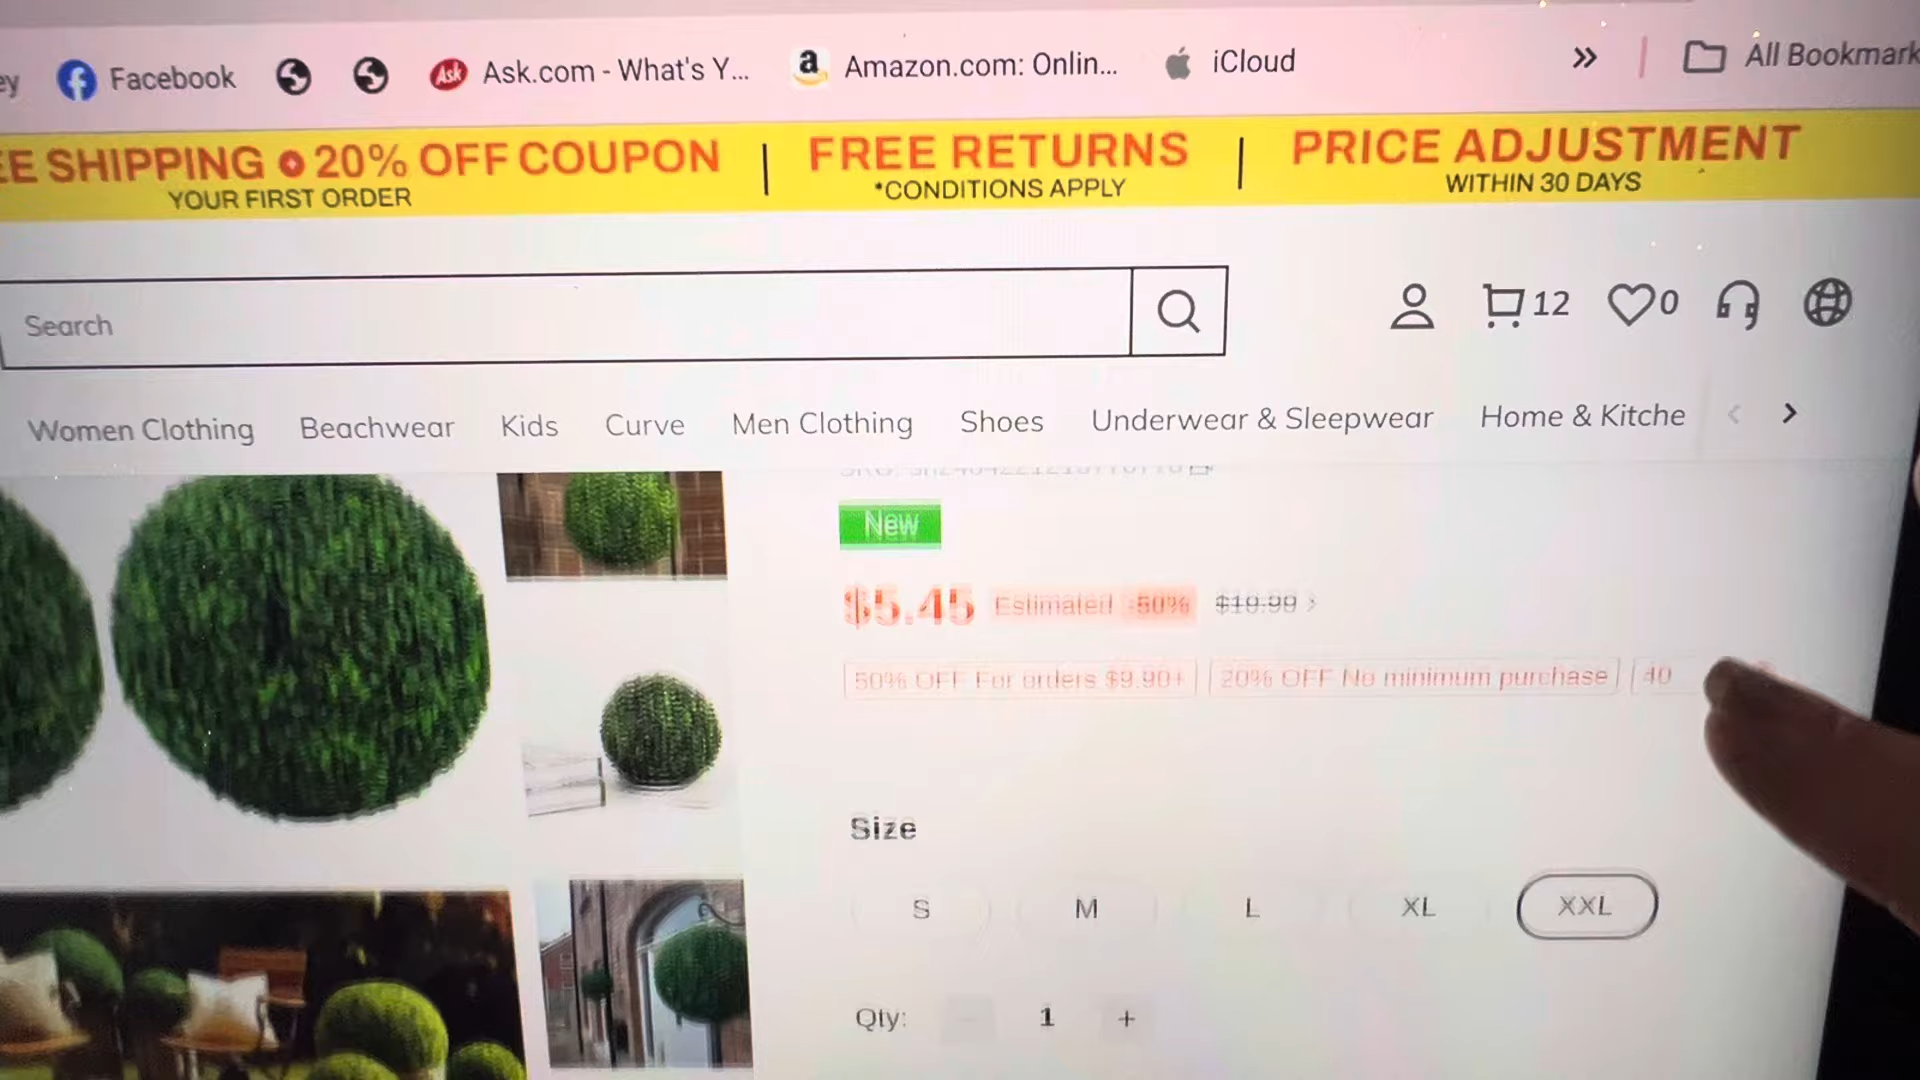 ey Facebook Ask.com - What's Y... Amazon.com: Onlin... iCloud » All Bookmark
EE SHIPPING 20% OFF COUPON | FREE RETURNS | PRICE ADJUSTMENT
YOUR FIRST ORDER *CONDITIONS APPLY WITHIN 30 DAYS
Search 12 0
Women Clothing Beachwear Kids Curve Men Clothing Shoes Underwear & Sleepwear Home & Kitche
New
$5.45 Estimated -50%
50% OFF For orders $9.90+ 20% OFF No minimum purchase 40
Size
S M L XL XXL
Qty: - 1 +